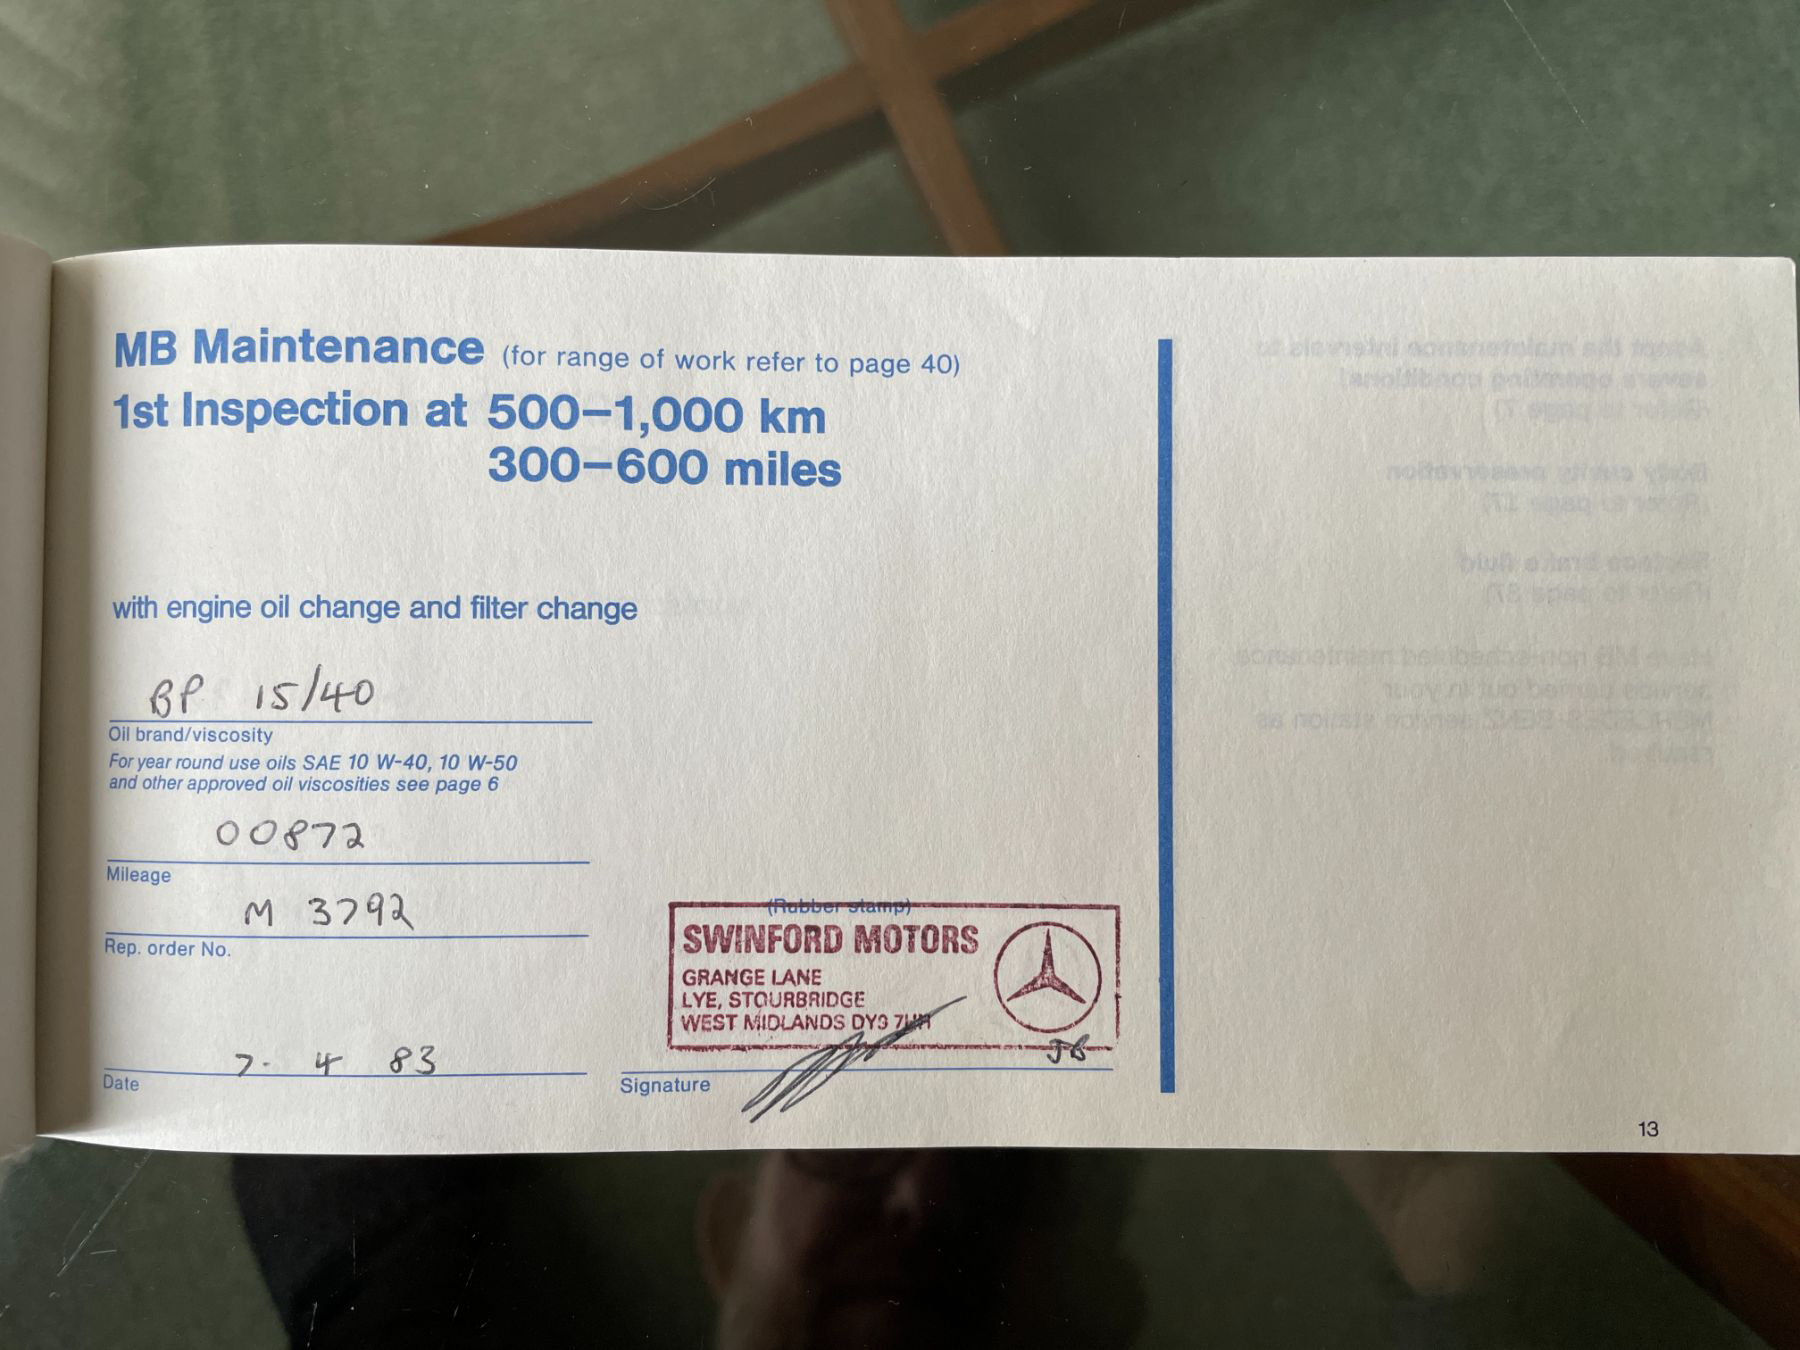 MB Maintenance (for range of work refer to page 40)
1st Inspection at 500–1,000 km
300–600 miles
with engine oil change and filter change
BP 15/40
Oil brand/viscosity
For year round use oils SAE 10 W-40, 10 W-50
and other approved oil viscosities see page 6
00872
Mileage
M 3792
Rep. order No.
(Rubber stamp)
SWINFORD MOTORS
GRANGE LANE
LYE, STOURBRIDGE
WEST MIDLANDS DY9
JB
7. 4 83
Date
Signature
13